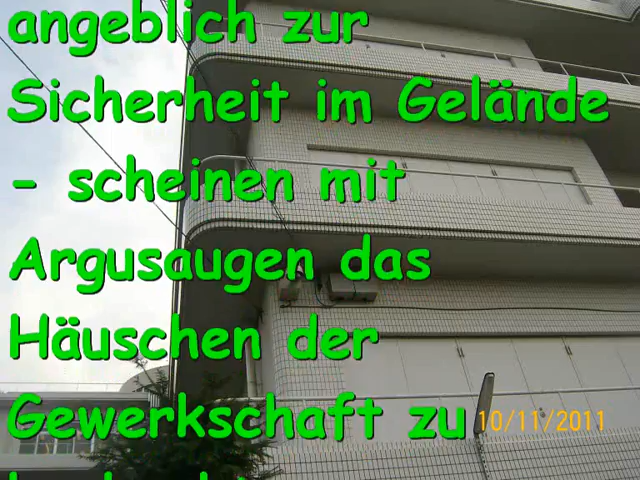 angeblich zur
Sicherheit im Gelände
- scheinen mit
Argusaugen das
Häuschen der
Gewerkschaft zu
10/11/2011